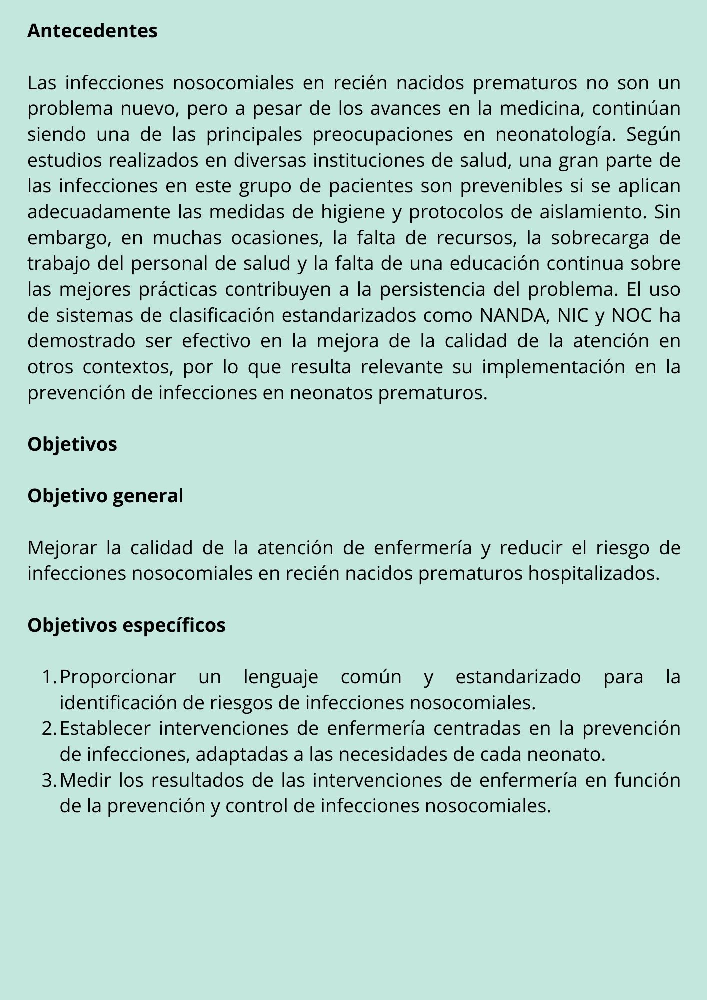 Antecedentes
Las infecciones nosocomiales en recién nacidos prematuros no son un
problema nuevo, pero a pesar de los avances en la medicina, continúan
siendo una de las principales preocupaciones en neonatología. Según
estudios realizados en diversas instituciones de salud, una gran parte de
las infecciones en este grupo de pacientes son prevenibles si se aplican
adecuadamente las medidas de higiene y protocolos de aislamiento. Sin
embargo, en muchas ocasiones, la falta de recursos, la sobrecarga de
trabajo del personal de salud y la falta de una educación continua sobre
las mejores prácticas contribuyen a la persistencia del problema. El uso
de sistemas de clasificación estandarizados como NANDA, NIC y NOC ha
demostrado ser efectivo en la mejora de la calidad de la atención en
otros contextos, por lo que resulta relevante su implementación en la
prevención de infecciones en neonatos prematuros.
Objetivos
Objetivo general
Mejorar la calidad de la atención de enfermería y reducir el riesgo de
infecciones nosocomiales en recién nacidos prematuros hospitalizados.
Objetivos específicos
1. Proporcionar un lenguaje común y estandarizado para la
identificación de riesgos de infecciones nosocomiales.
2. Establecer intervenciones de enfermería centradas en la prevención
de infecciones, adaptadas a las necesidades de cada neonato.
3. Medir los resultados de las intervenciones de enfermería en función
de la prevención y control de infecciones nosocomiales.